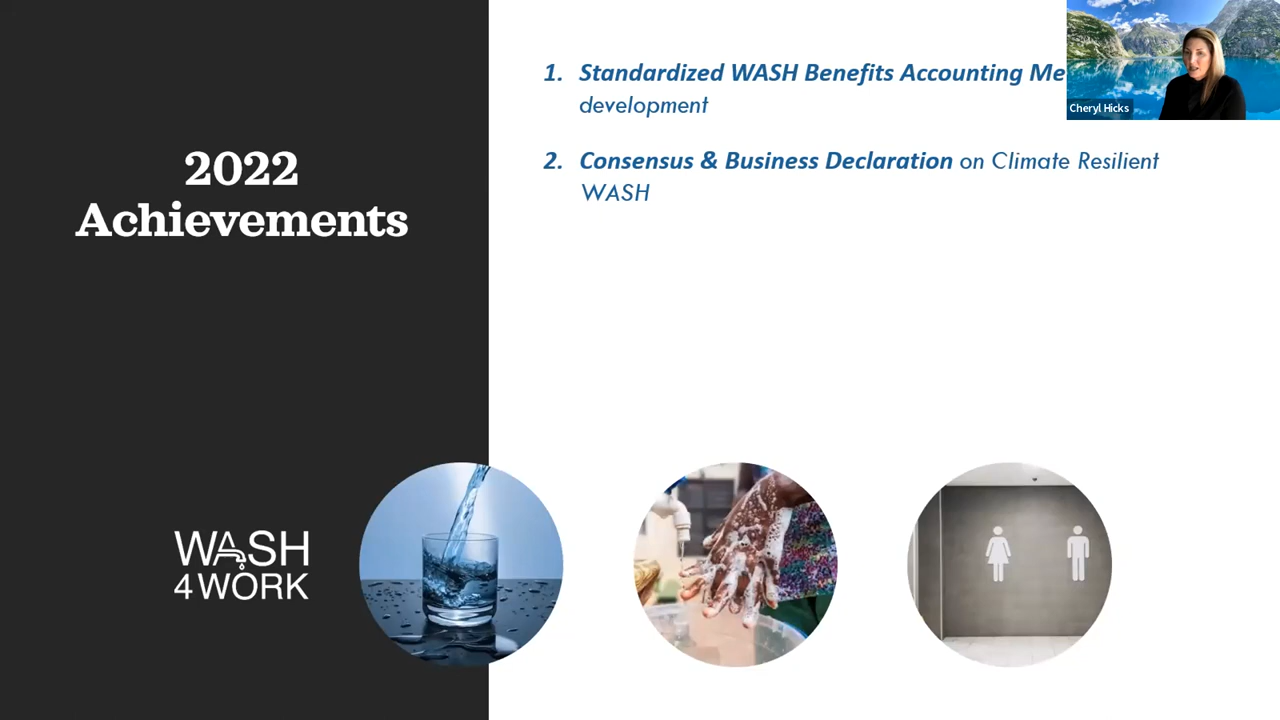 2022
Achievements
1. Standardized WASH Benefits Accounting
development
2. Consensus & Business Declaration on Climate Resilient
WASH
Cheryl Hicks
WASH
4WORK